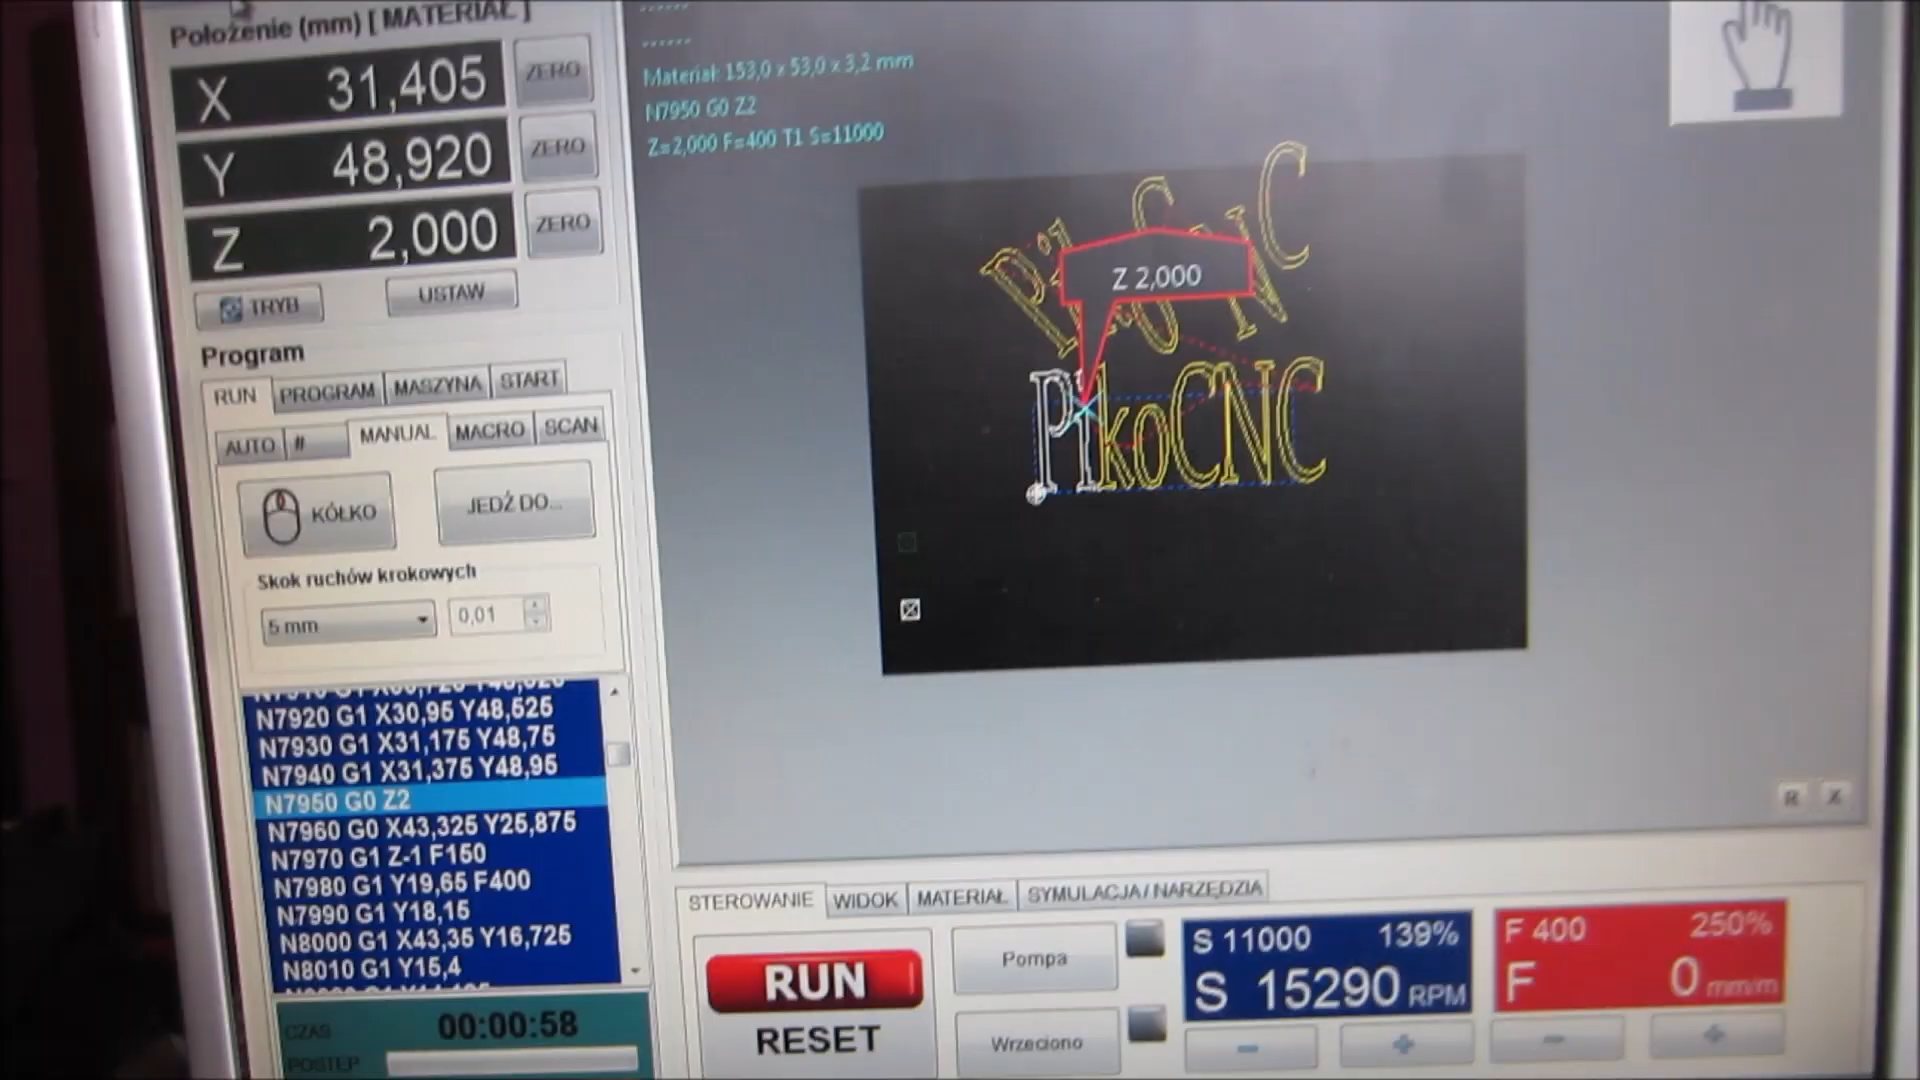 Położenie (mm) [ MATERIAŁ ]
X 31,405 ZERO
Y 48,920 ZERO
Z 2,000 ZERO
TRYB USTAW
Program
RUN PROGRAM MASZYNA START
AUTO # MANUAL MACRO SCAN
KÓŁKO JEDŹ DO...
Skok ruchów krokowych
5 mm 0,01
N7920 G1 X30,95 Y48,525
N7930 G1 X31,175 Y48,75
N7940 G1 X31,375 Y48,95
N7950 G0 Z2
N7960 G0 X43,325 Y25,875
N7970 G1 Z-1 F150
N7980 G1 Y19,65 F400
N7990 G1 Y18,15
N8000 G1 X43,35 Y16,725
N8010 G1 Y15,4
CZAS 00:00:58
POSTĘP
------
------
Materiał: 153,0 x 53,0 x 3,2 mm
N7950 G0 Z2
Z=2,000 F=400 T1 S=11000
Z 2,000
PikoCNC
R X
STEROWANIE WIDOK MATERIAŁ SYMULACJA / NARZĘDZIA
RUN
RESET
Pompa
Wrzeciono
S 11000 139%
S 15290 RPM
- +
F 400 250%
F 0 mm/m
- +